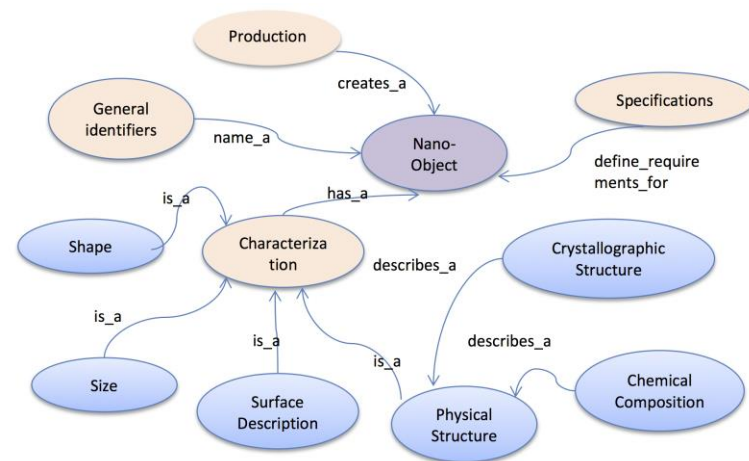 Production
creates_a
General
identifiers
Specifications
name_a
Nano-
Object
define_require
ments_for
is_a
has_a
Shape
Characteriza
tion
describes_a
Crystallographic
Structure
is_a
is_a
is_a
describes_a
Size
Surface
Description
Physical
Structure
Chemical
Composition